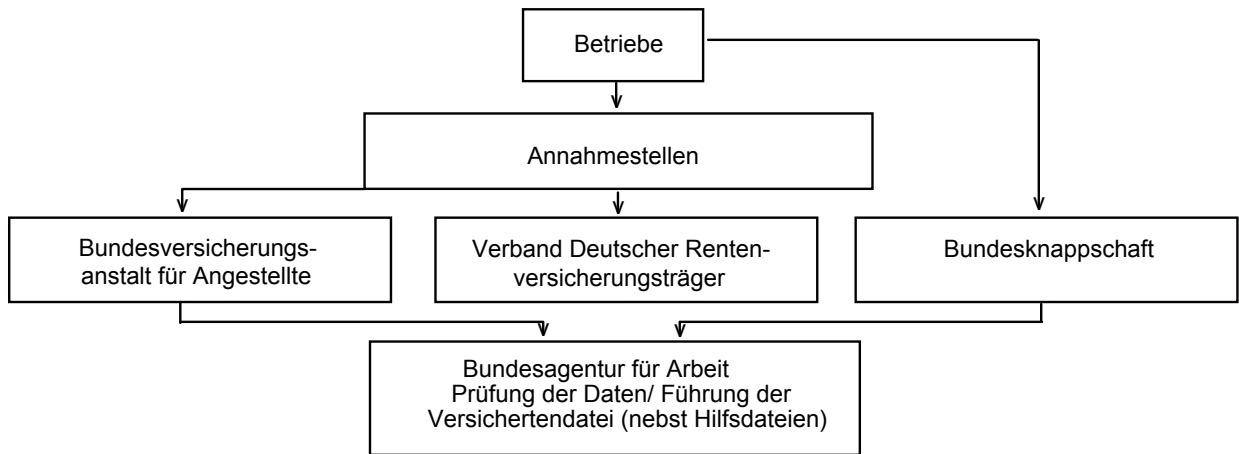 Betriebe
Annahmestellen
Bundesversicherungs-
anstalt für Angestellte
Verband Deutscher Renten-
versicherungsträger
Bundesknappschaft
Bundesagentur für Arbeit
Prüfung der Daten/ Führung der
Versichertendatei (nebst Hilfsdateien)